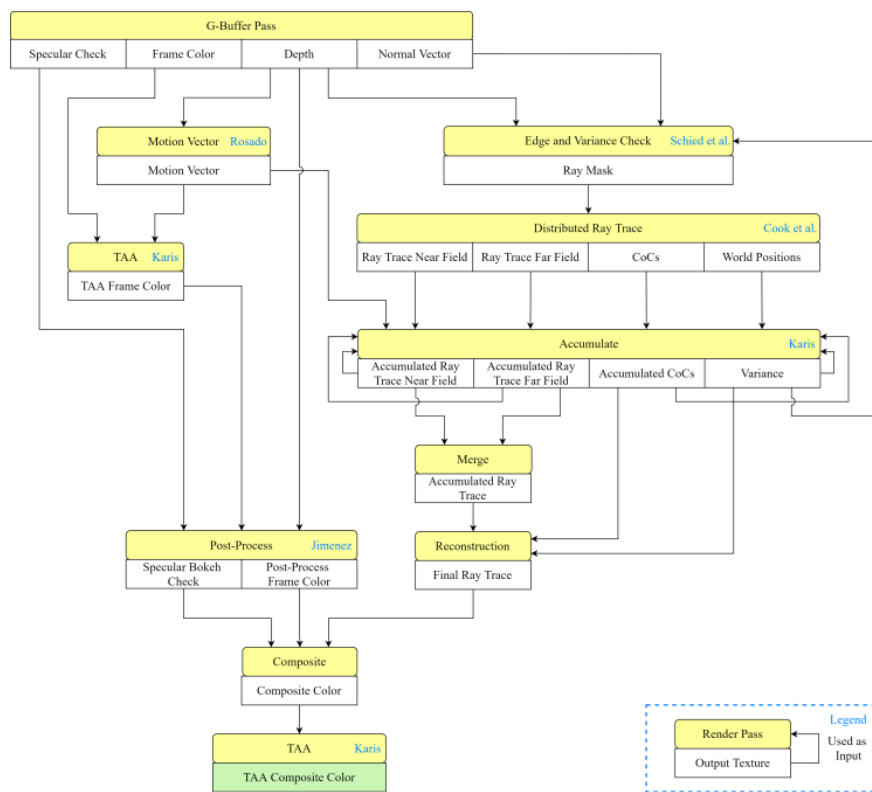 G-Buffer Pass
Specular Check
Frame Color
Depth
Normal Vector
Motion Vector
Rosado
Motion Vector
Edge and Variance Check
Schied et al.
Ray Mask
Distributed Ray Trace
Cook et al.
Ray Trace Near Field
Ray Trace Far Field
CoCs
World Positions
TAA
Karis
TAA Frame Color
Accumulate
Karis
Accumulated Ray
Trace Near Field
Accumulated Ray
Trace Far Field
Accumulated CoCs
Variance
Merge
Accumulated Ray
Trace
Post-Process
Jimenez
Specular Bokeh
Check
Post-Process
Frame Color
Reconstruction
Final Ray Trace
Composite
Composite Color
TAA
Karis
TAA Composite Color
Legend
Render Pass
Output Texture
Used as
Input